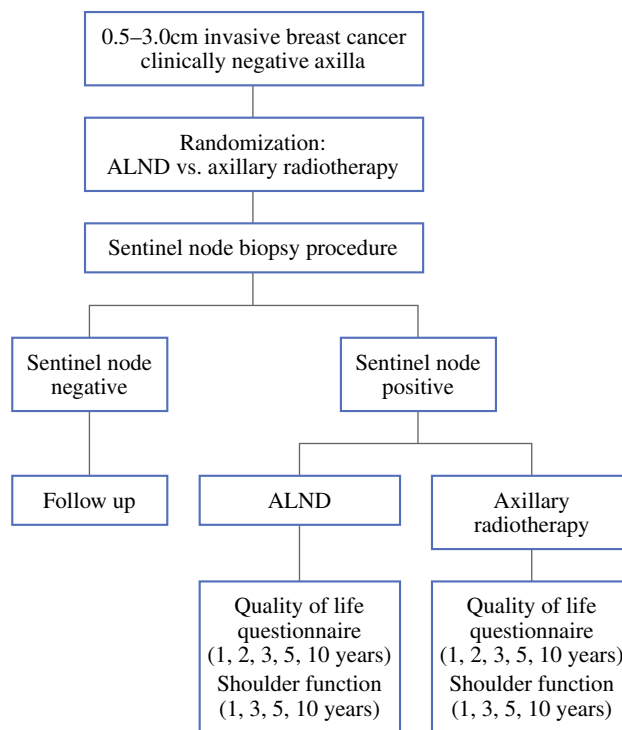 0.5–3.0cm invasive breast cancer
clinically negative axilla
Randomization:
ALND vs. axillary radiotherapy
Sentinel node biopsy procedure
Sentinel node
negative
Sentinel node
positive
Follow up
ALND
Axillary
radiotherapy
Quality of life
questionnaire
(1, 2, 3, 5, 10 years)
Shoulder function
(1, 3, 5, 10 years)
Quality of life
questionnaire
(1, 2, 3, 5, 10 years)
Shoulder function
(1, 3, 5, 10 years)